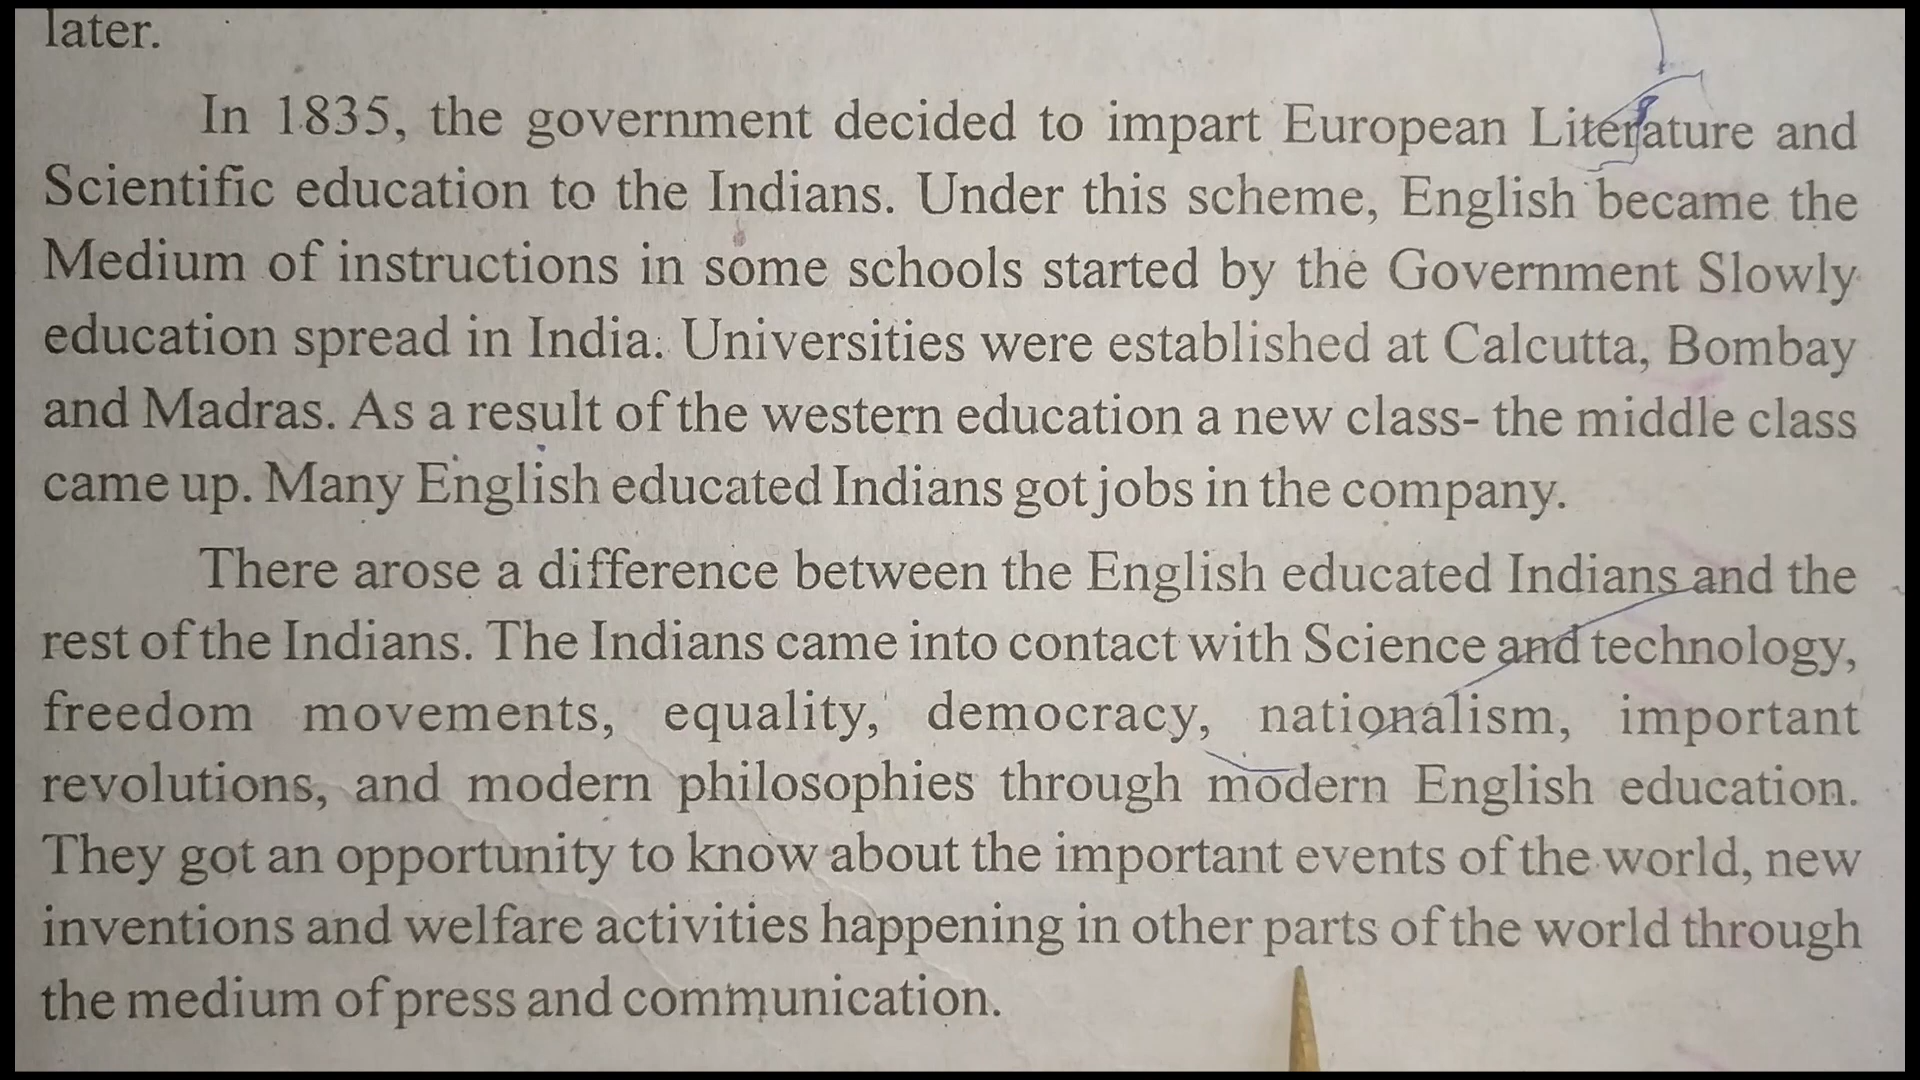 later.
In 1835, the government decided to impart European Literature and
Scientific education to the Indians. Under this scheme, English became the
Medium of instructions in some schools started by the Government Slowly
education spread in India. Universities were established at Calcutta, Bombay
and Madras. As a result of the western education a new class- the middle class
came up. Many English educated Indians got jobs in the company.
There arose a difference between the English educated Indians and the
rest of the Indians. The Indians came into contact with Science and technology,
freedom movements, equality, democracy, nationalism, important
revolutions, and modern philosophies through modern English education.
They got an opportunity to know about the important events of the world, new
inventions and welfare activities happening in other parts of the world through
the medium of press and communication.